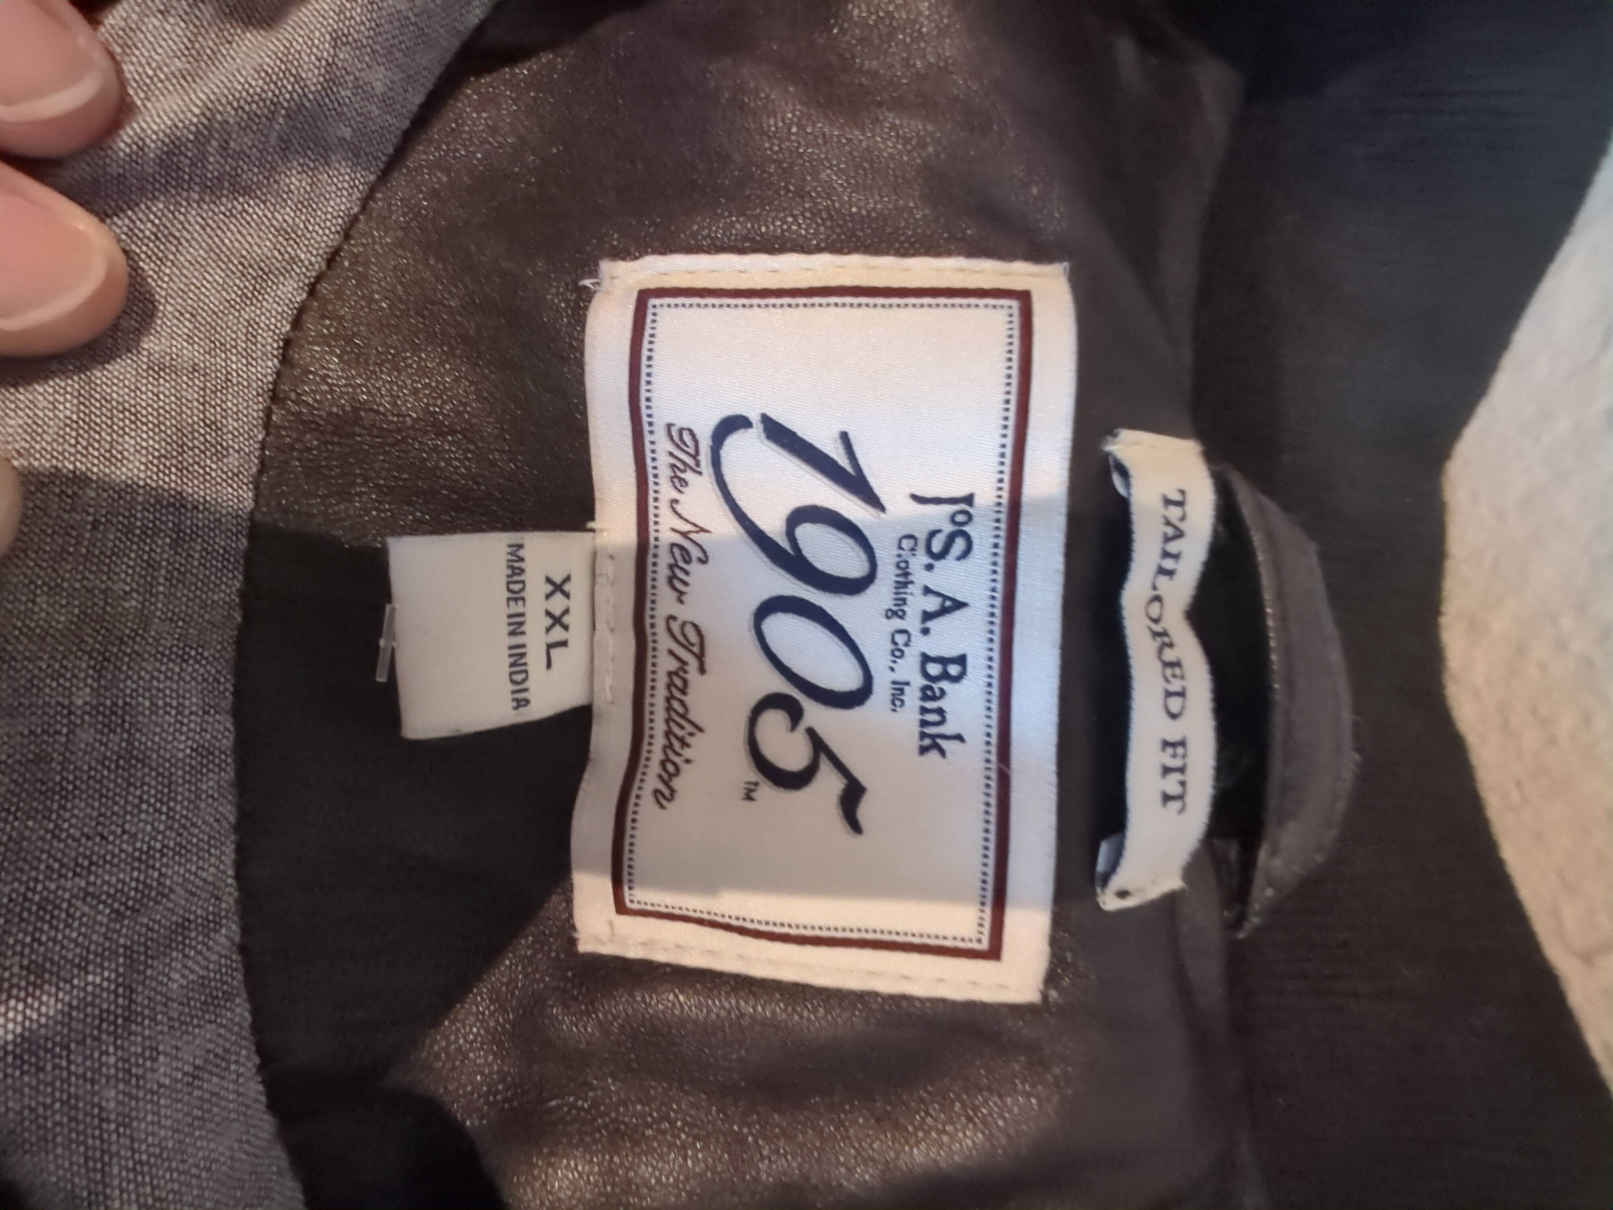 TAILORED FIT
JOS. A. Bank
Clothing Co., Inc.
1905™
The New Tradition
XXL
MADE IN INDIA